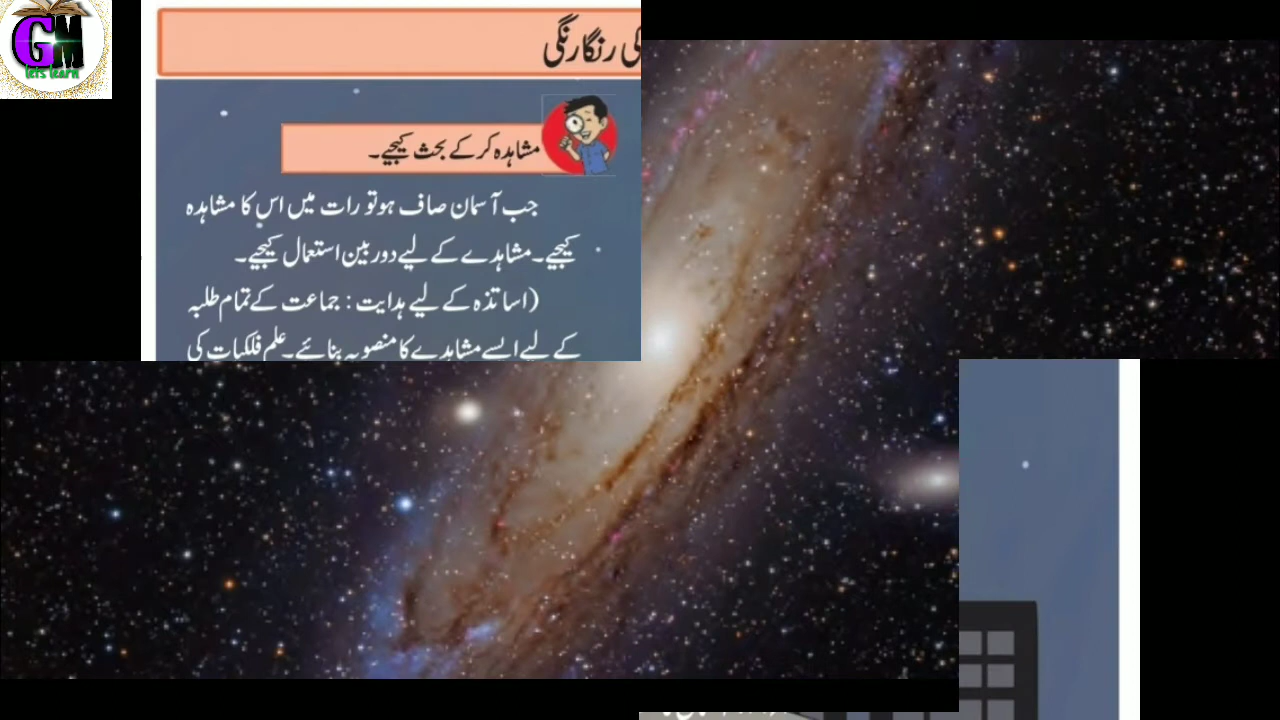 GM
lets learn
کی رنگارنگی
مشاہدہ کر کے بحث کیجیے۔
جب آسمان صاف ہو تو رات میں اس کا مشاہدہ
کیجیے۔ مشاہدے کے لیے دوربین استعمال کیجیے۔
(اساتذہ کے لیے ہدایت : جماعت کے تمام طلبہ
کے لیے ایسے مشاہدے کا منصوبہ بنائیے۔ علم فلکیات کی